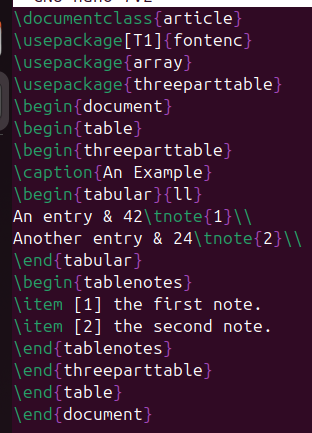 \documentclass{article}
\usepackage[T1]{fontenc}
\usepackage{array}
\usepackage{threeparttable}
\begin{document}
\begin{table}
\begin{threeparttable}
\caption{An Example}
\begin{tabular}{ll}
An entry & 42\tnote{1}\\
Another entry & 24\tnote{2}\\
\end{tabular}
\begin{tablenotes}
\item [1] the first note.
\item [2] the second note.
\end{tablenotes}
\end{threeparttable}
\end{table}
\end{document}